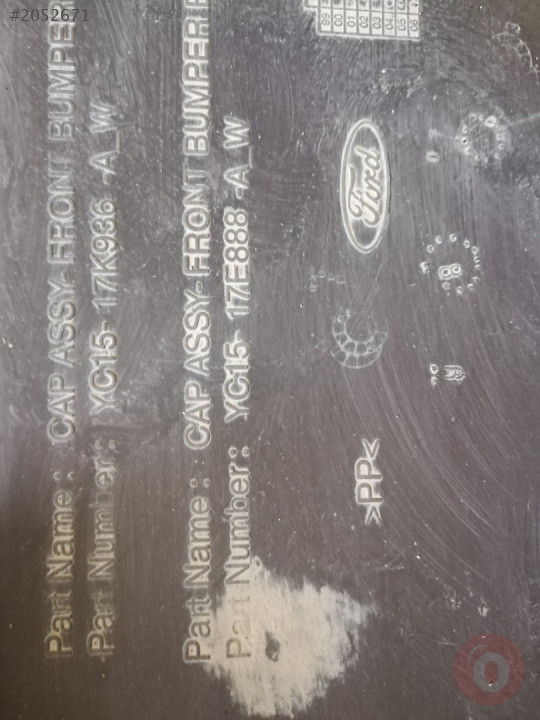 #2052671
Part Name : CAP ASSY- FRONT BUMPER
Part Number : YC15- 17K936 -A_W
Part Name : CAP ASSY- FRONT BUMPER
Part Number : YC15- 17E888 -A_W
Ford
>PP<